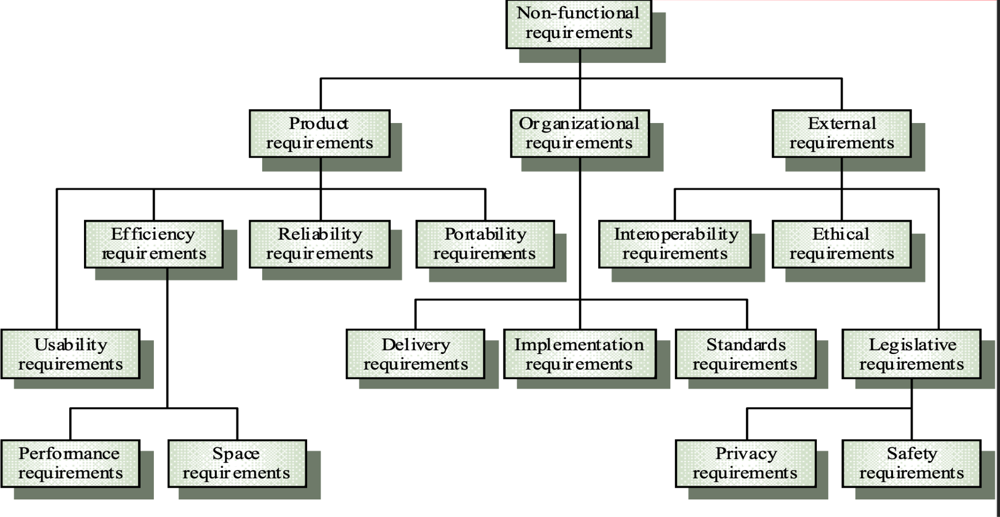 Non-functional
requirements
Product
requirements
Organizational
requirements
External
requirements
Efficiency
requirements
Reliability
requirements
Portability
requirements
Interoperability
requirements
Ethical
requirements
Usability
requirements
Delivery
requirements
Implementation
requirements
Standards
requirements
Legislative
requirements
Performance
requirements
Space
requirements
Privacy
requirements
Safety
requirements